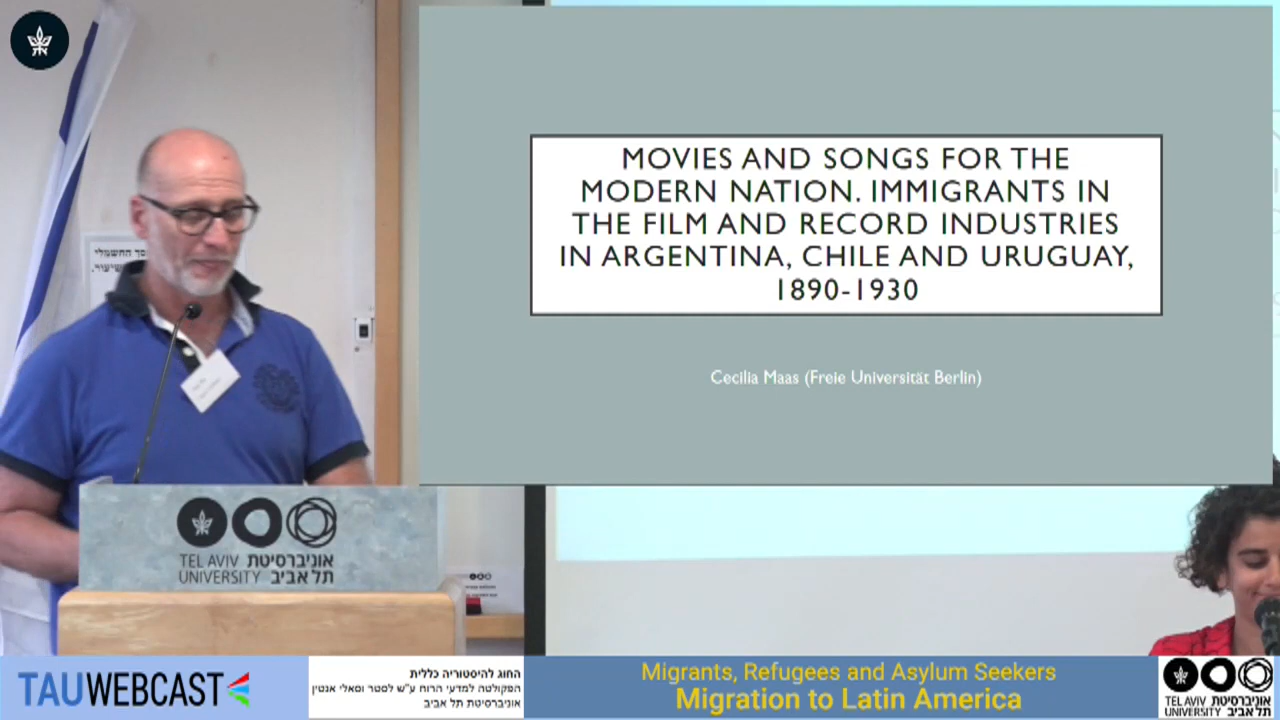 MOVIES AND SONGS FOR THE
MODERN NATION. IMMIGRANTS IN
THE FILM AND RECORD INDUSTRIES
IN ARGENTINA, CHILE AND URUGUAY,
1890-1930
Cecilia Maas (Freie Universität Berlin)
TEL AVIV אוניברסיטת
UNIVERSITY תל אביב
TAUWEBCAST
החוג להיסטוריה כללית
הפקולטה למדעי הרוח ע"ש לסטר וסאלי אנטין
אוניברסיטת תל אביב
Migrants, Refugees and Asylum Seekers
Migration to Latin America
TEL AVIV אוניברסיטת
UNIVERSITY תל אביב